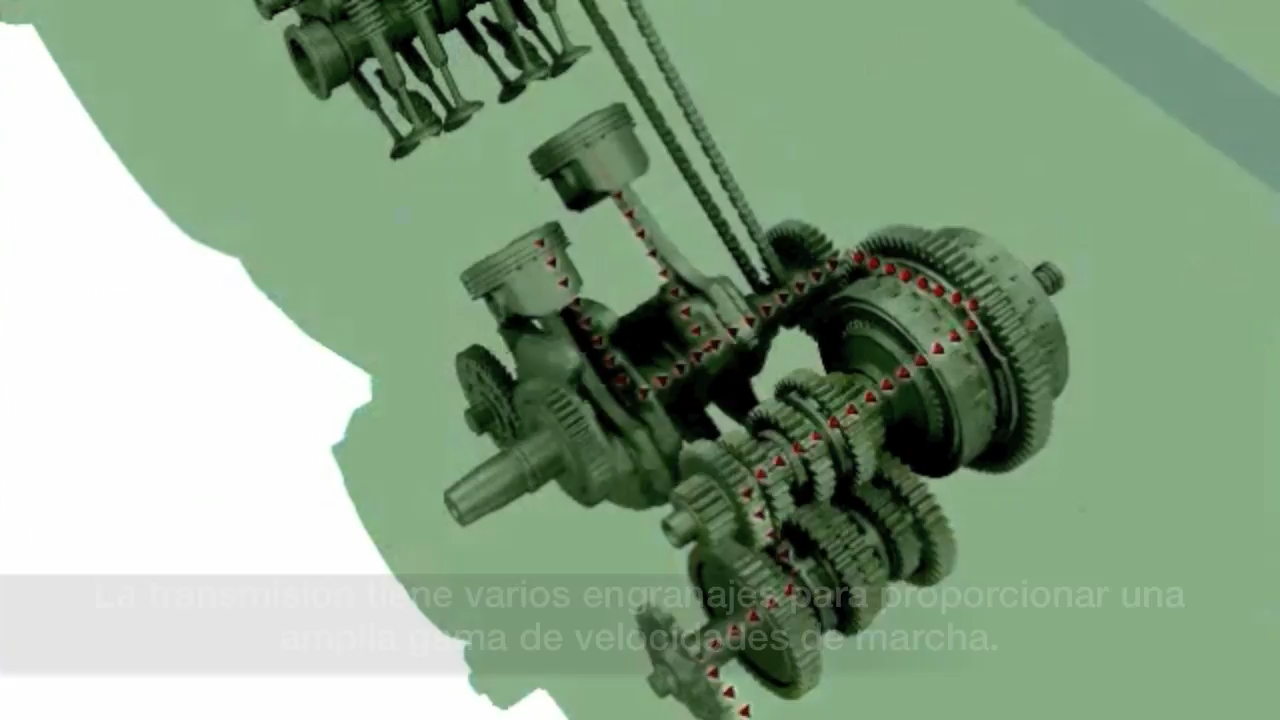 La transmisión tiene varios engranajes para proporcionar una
amplia gama de velocidades de marcha.